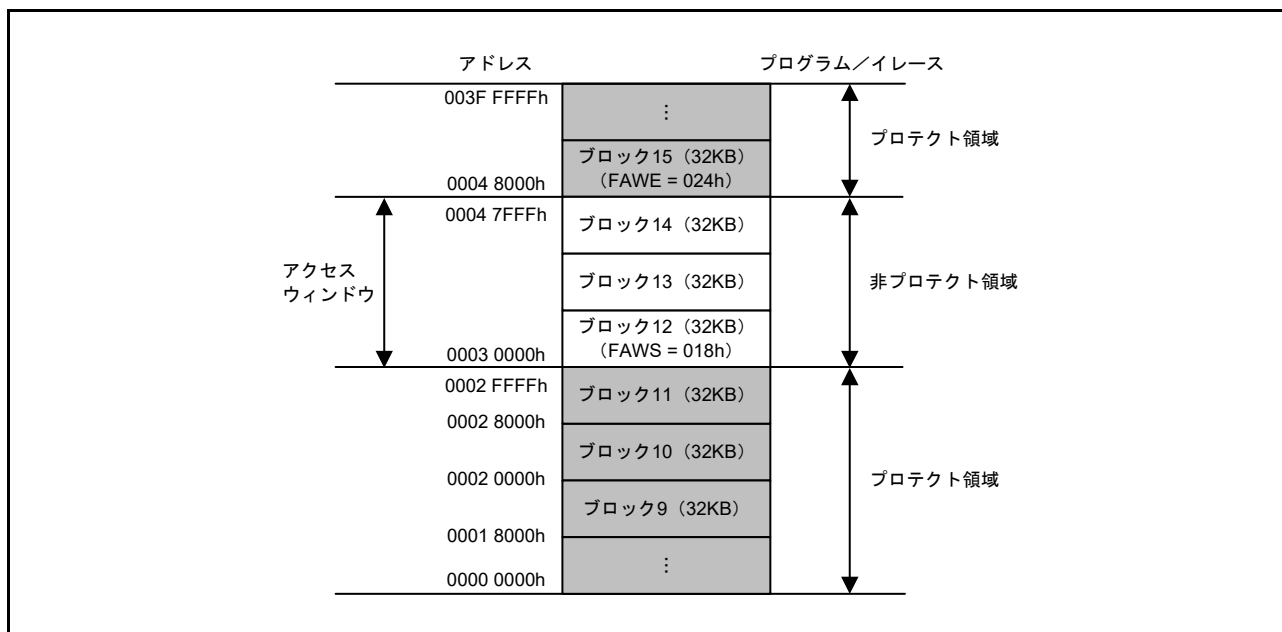 アドレス プログラム／イレース
003F FFFFh
⋮
プロテクト領域
ブロック15（32KB）
（FAWE = 024h）
0004 8000h
0004 7FFFh
ブロック14（32KB）
アクセス
ウィンドウ
ブロック13（32KB）
非プロテクト領域
ブロック12（32KB）
（FAWS = 018h）
0003 0000h
0002 FFFFh
ブロック11（32KB）
0002 8000h
ブロック10（32KB）
0002 0000h
プロテクト領域
ブロック9（32KB）
0001 8000h
⋮
0000 0000h